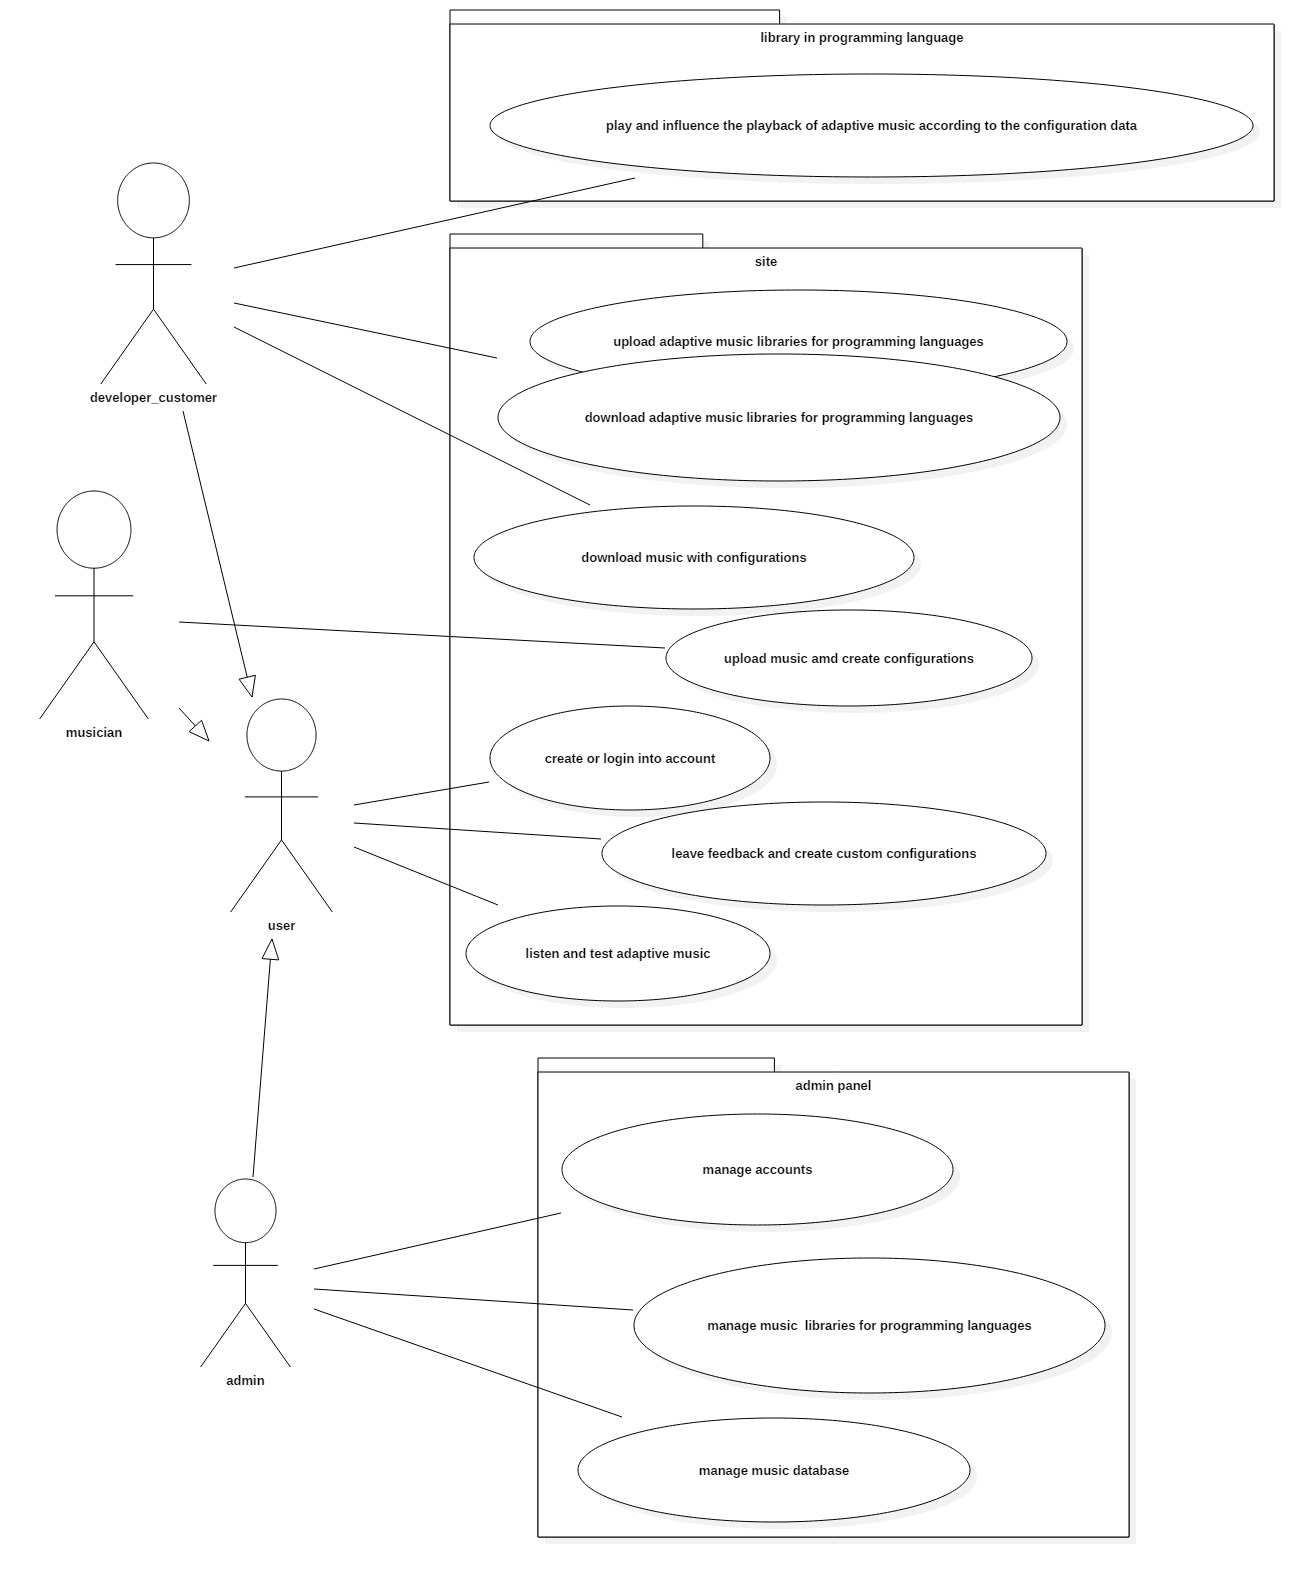 library in programming language
play and influence the playback of adaptive music according to the configuration data
developer_customer
site
upload adaptive music libraries for programming languages
download adaptive music libraries for programming languages
download music with configurations
upload music amd create configurations
musician
create or login into account
leave feedback and create custom configurations
user
listen and test adaptive music
admin panel
manage accounts
manage music  libraries for programming languages
admin
manage music database